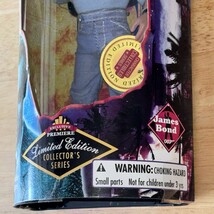 LIMITED EDITION
EXCLUSIVE
PREMIERE
Limited Edition
COLLECTOR'S
SERIES
James
Bond
007
WARNING: CHOKING HAZARD
Small parts Not for children under 3 yrs